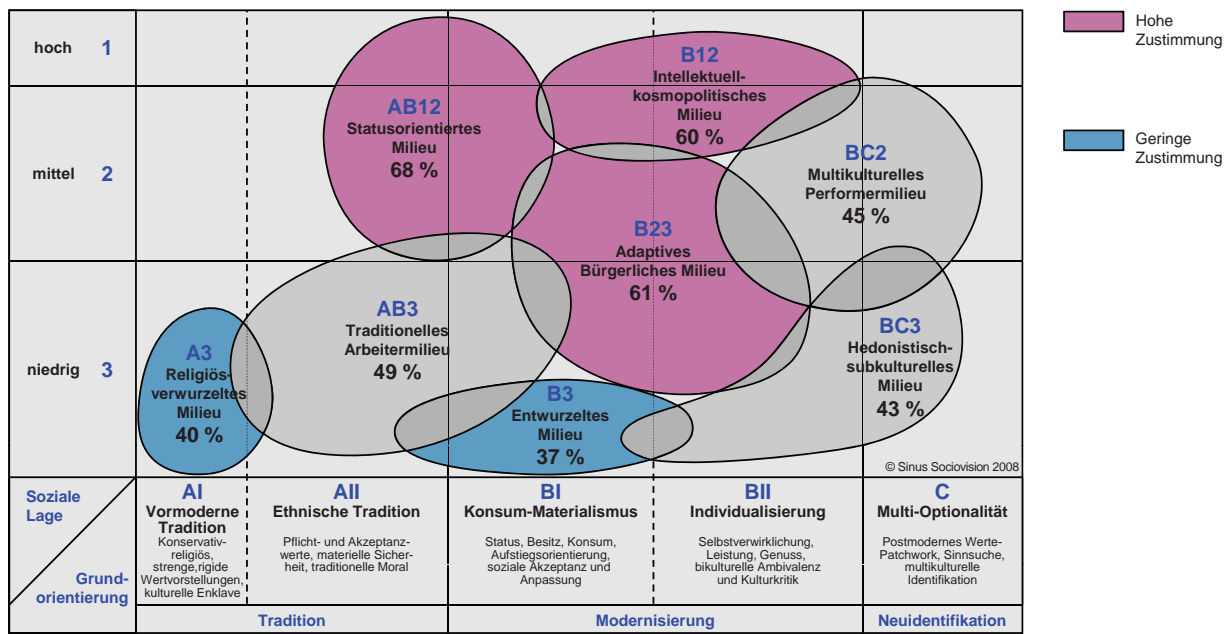 hoch 1
mittel 2
niedrig 3
AB12
Statusorientiertes
Milieu
68 %
B12
Intellektuell-
kosmopolitisches
Milieu
60 %
BC2
Multikulturelles
Performermilieu
45 %
B23
Adaptives
Bürgerliches Milieu
61 %
AB3
Traditionelles
Arbeitermilieu
49 %
A3
Religiös-
verwurzeltes
Milieu
40 %
B3
Entwurzeltes
Milieu
37 %
BC3
Hedonistisch-
subkulturelles
Milieu
43 %
© Sinus Sociovision 2008
Soziale
Lage
Grund-
orientierung
AI
Vormoderne
Tradition
Konservativ-
religiös,
strenge,rigide
Wertvorstellungen,
kulturelle Enklave
AII
Ethnische Tradition
Pflicht- und Akzeptanz-
werte, materielle Sicher-
heit, traditionelle Moral
BI
Konsum-Materialismus
Status, Besitz, Konsum,
Aufstiegsorientierung,
soziale Akzeptanz und
Anpassung
BII
Individualisierung
Selbstverwirklichung,
Leistung, Genuss,
bikulturelle Ambivalenz
und Kulturkritik
C
Multi-Optionalität
Postmodernes Werte-
Patchwork, Sinnsuche,
multikulturelle
Identifikation
Tradition
Modernisierung
Neuidentifikation
Hohe
Zustimmung
Geringe
Zustimmung